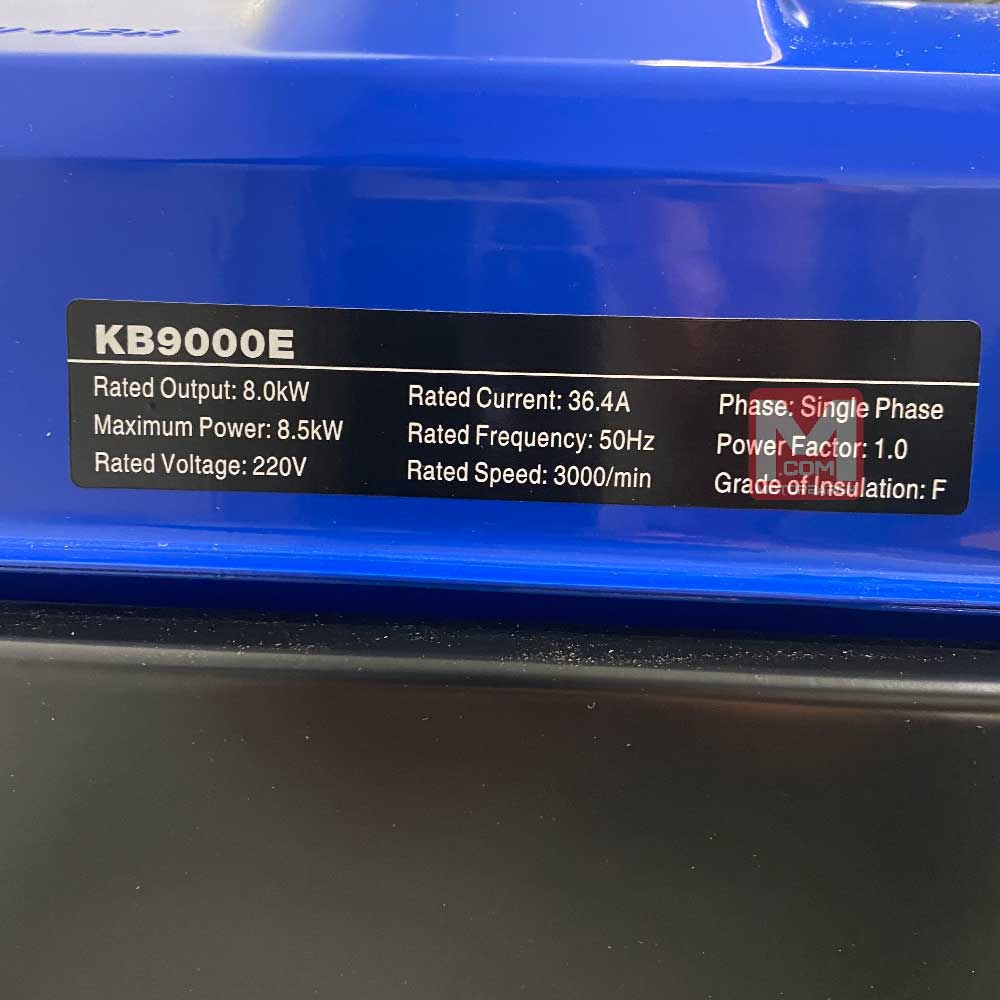 KB9000E
Rated Output: 8.0kW
Maximum Power: 8.5kW
Rated Voltage: 220V
Rated Current: 36.4A
Rated Frequency: 50Hz
Rated Speed: 3000/min
Phase: Single Phase
Power Factor: 1.0
Grade of Insulation: F
M
.COM